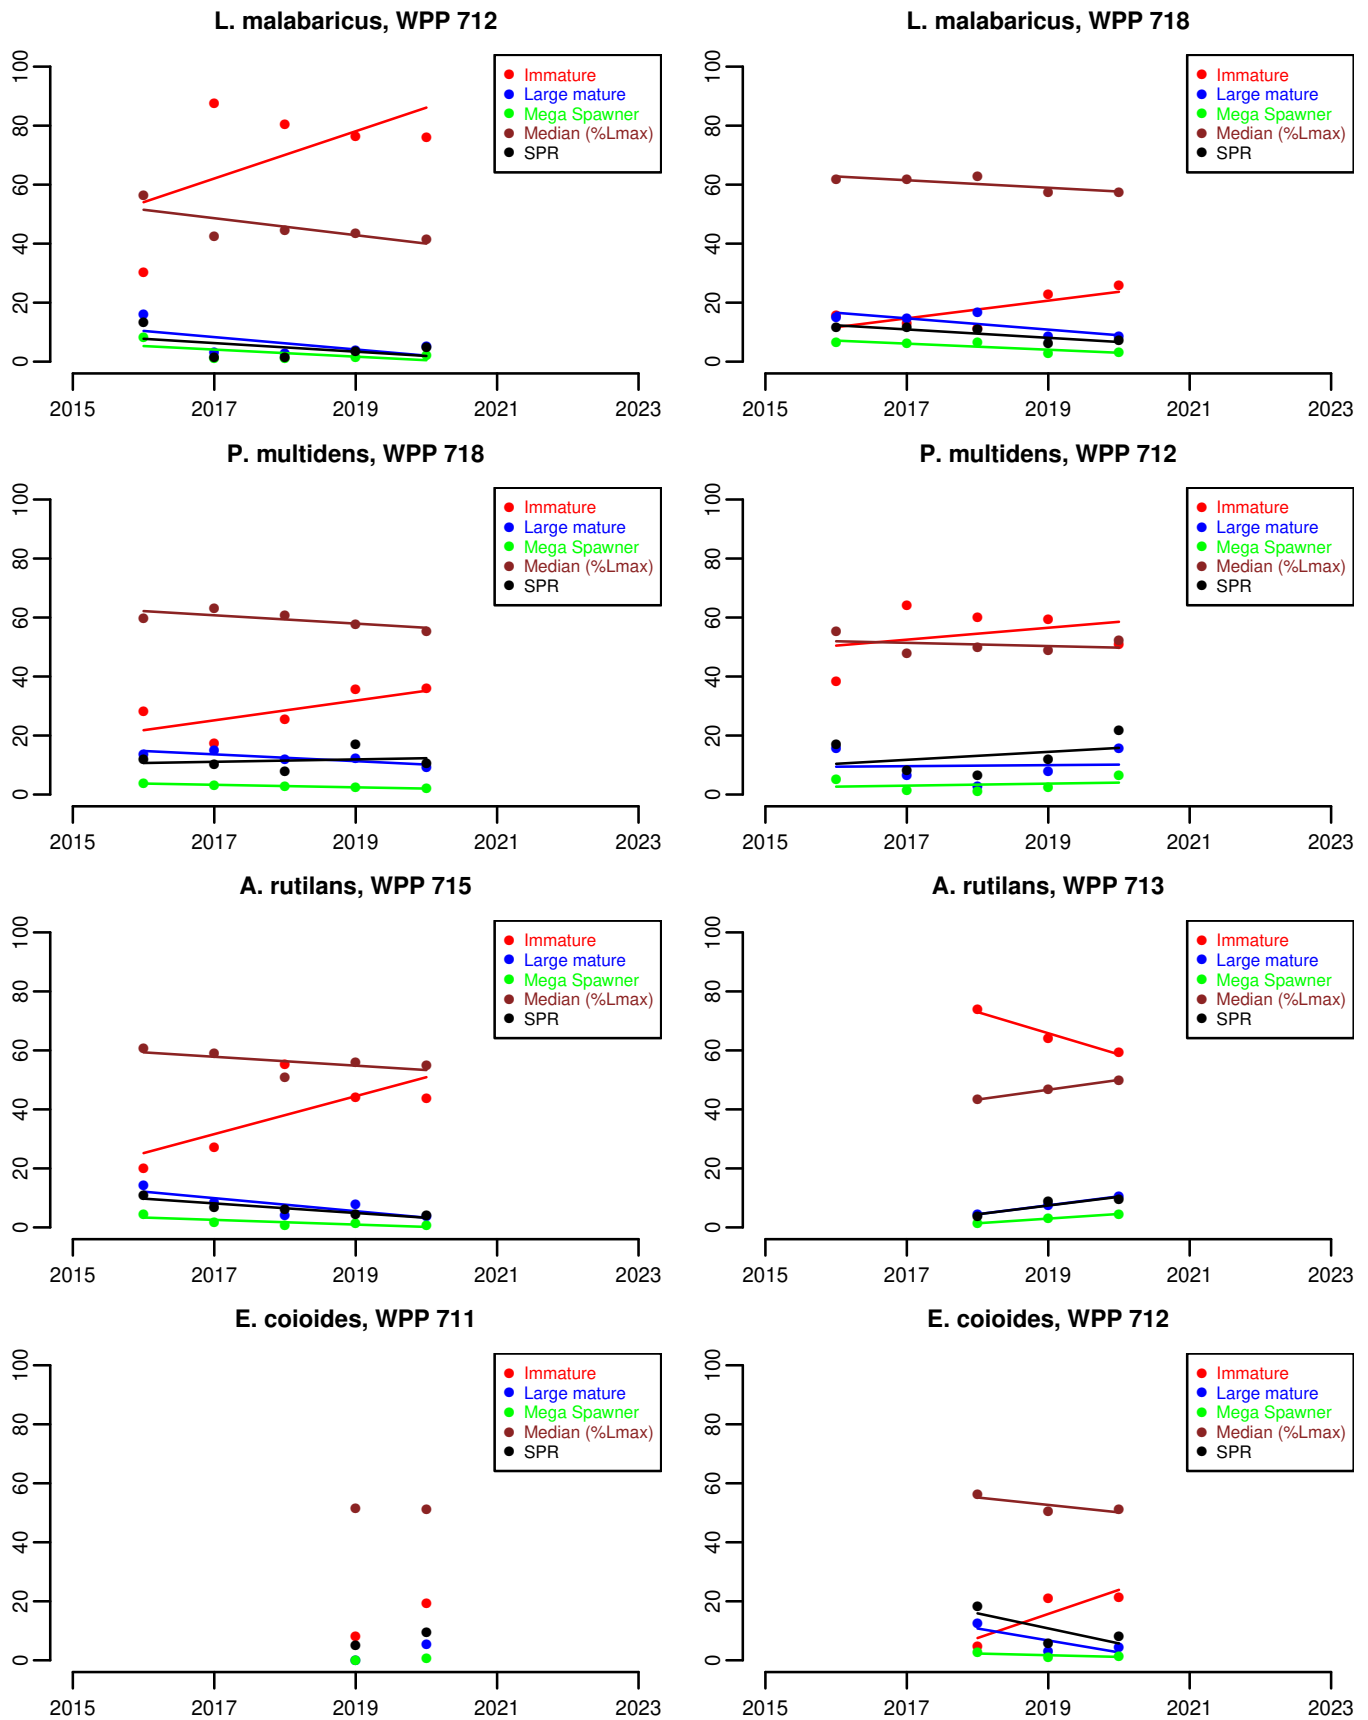 L. malabaricus, WPP 712
0
20
40
60
80
100
Immature
Large mature
Mega Spawner
Median (%Lmax)
SPR
2015
2017
2019
2021
2023
L. malabaricus, WPP 718
0
20
40
60
80
100
Immature
Large mature
Mega Spawner
Median (%Lmax)
SPR
2015
2017
2019
2021
2023
P. multidens, WPP 718
0
20
40
60
80
100
Immature
Large mature
Mega Spawner
Median (%Lmax)
SPR
2015
2017
2019
2021
2023
P. multidens, WPP 712
0
20
40
60
80
100
Immature
Large mature
Mega Spawner
Median (%Lmax)
SPR
2015
2017
2019
2021
2023
A. rutilans, WPP 715
0
20
40
60
80
100
Immature
Large mature
Mega Spawner
Median (%Lmax)
SPR
2015
2017
2019
2021
2023
A. rutilans, WPP 713
0
20
40
60
80
100
Immature
Large mature
Mega Spawner
Median (%Lmax)
SPR
2015
2017
2019
2021
2023
E. coioides, WPP 711
0
20
40
60
80
100
Immature
Large mature
Mega Spawner
Median (%Lmax)
SPR
2015
2017
2019
2021
2023
E. coioides, WPP 712
0
20
40
60
80
100
Immature
Large mature
Mega Spawner
Median (%Lmax)
SPR
2015
2017
2019
2021
2023